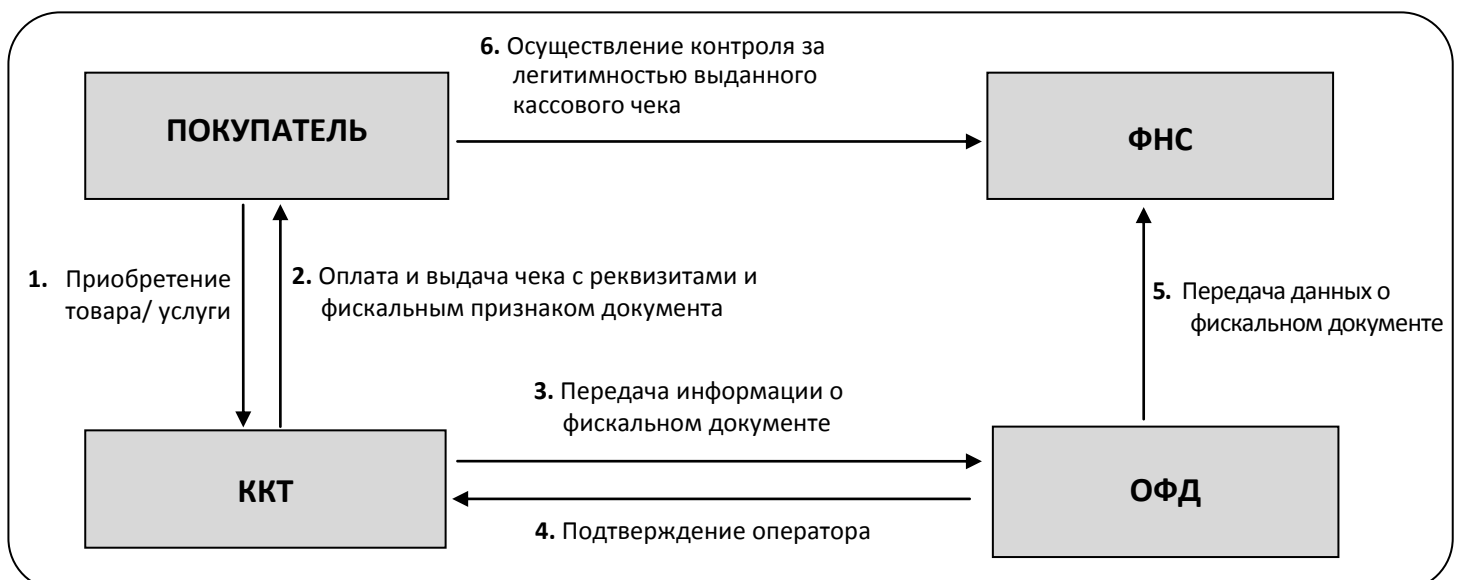 6. Осуществление контроля за
легитимностью выданного
кассового чека
ПОКУПАТЕЛЬ
ФНС
1. Приобретение
товара/ услуги
2. Оплата и выдача чека с реквизитами и
фискальным признаком документа
5. Передача данных о
фискальном документе
3. Передача информации о
фискальном документе
ККТ
ОФД
4. Подтверждение оператора